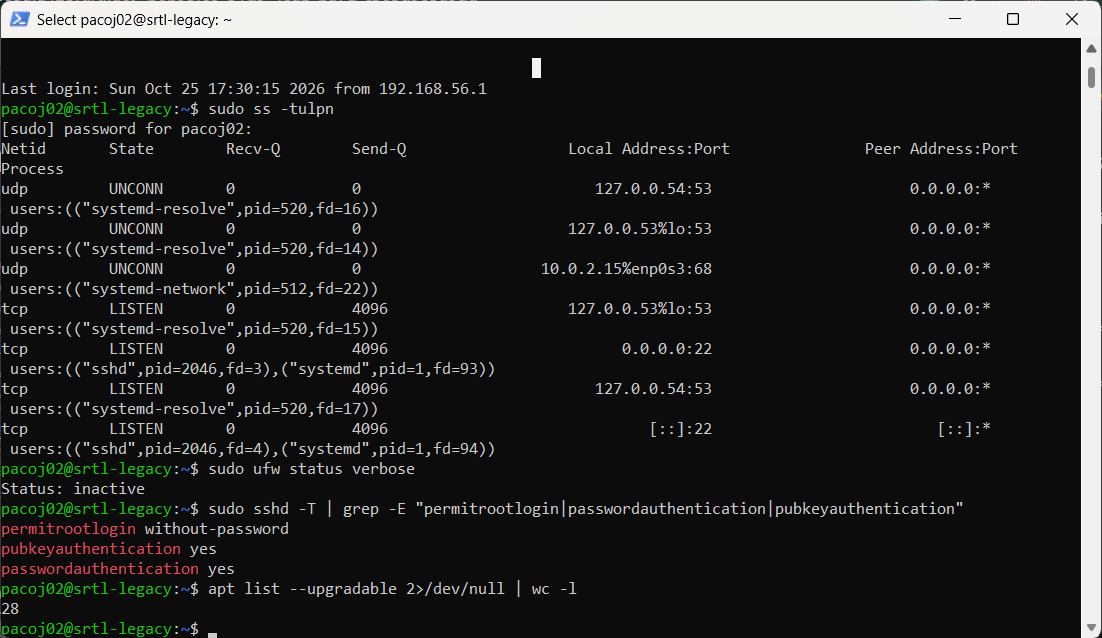 Select pacoj02@srtl-legacy: ~
Last login: Sun Oct 25 17:30:15 2026 from 192.168.56.1
pacoj02@srtl-legacy:~$ sudo ss -tulpn
[sudo] password for pacoj02:
Netid State Recv-Q Send-Q Local Address:Port Peer Address:Port
Process
udp UNCONN 0 0 127.0.0.54:53 0.0.0.0:*
users:(("systemd-resolve",pid=520,fd=16))
udp UNCONN 0 0 127.0.0.53%lo:53 0.0.0.0:*
users:(("systemd-resolve",pid=520,fd=14))
udp UNCONN 0 0 10.0.2.15%enp0s3:68 0.0.0.0:*
users:(("systemd-network",pid=512,fd=22))
tcp LISTEN 0 4096 127.0.0.53%lo:53 0.0.0.0:*
users:(("systemd-resolve",pid=520,fd=15))
tcp LISTEN 0 4096 0.0.0.0:22 0.0.0.0:*
users:(("sshd",pid=2046,fd=3),("systemd",pid=1,fd=93))
tcp LISTEN 0 4096 127.0.0.54:53 0.0.0.0:*
users:(("systemd-resolve",pid=520,fd=17))
tcp LISTEN 0 4096 [::]:22 [::]:*
users:(("sshd",pid=2046,fd=4),("systemd",pid=1,fd=94))
pacoj02@srtl-legacy:~$ sudo ufw status verbose
Status: inactive
pacoj02@srtl-legacy:~$ sudo sshd -T | grep -E "permitrootlogin|passwordauthentication|pubkeyauthentication"
permitrootlogin without-password
pubkeyauthentication yes
passwordauthentication yes
pacoj02@srtl-legacy:~$ apt list --upgradable 2>/dev/null | wc -l
28
pacoj02@srtl-legacy:~$